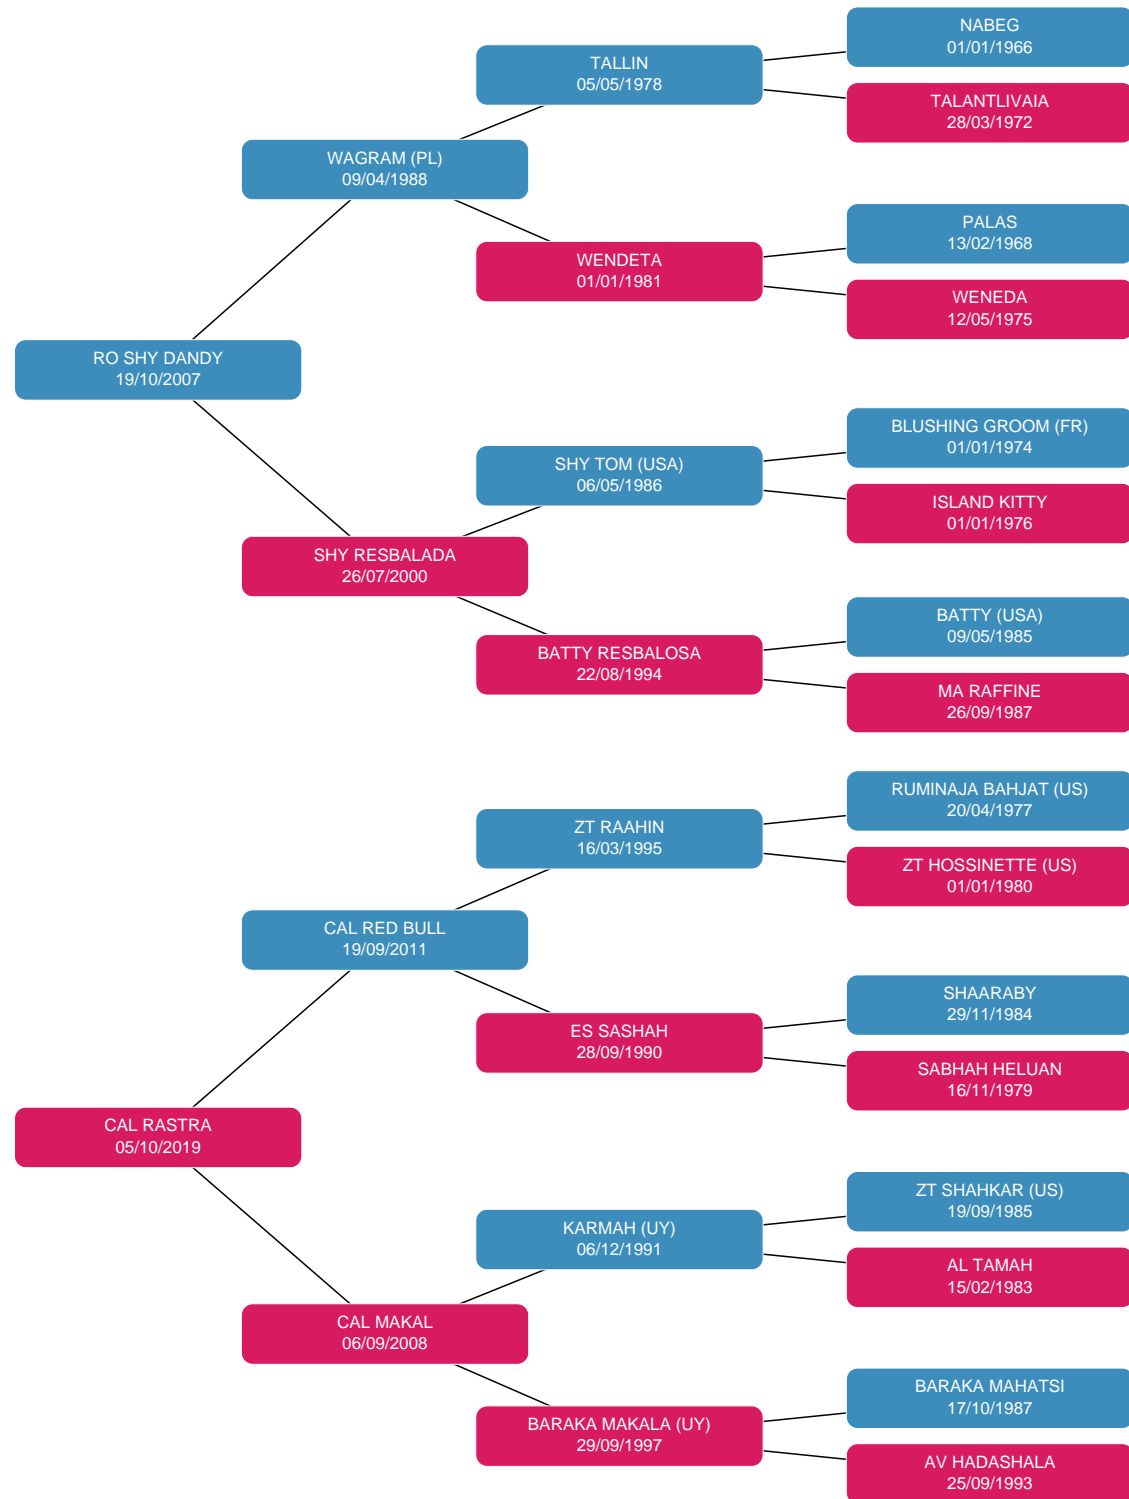 NABEG
01/01/1966
TALLIN
05/05/1978
TALANTLIVAIA
28/03/1972
WAGRAM (PL)
09/04/1988
PALAS
13/02/1968
WENDETA
01/01/1981
WENEDA
12/05/1975
RO SHY DANDY
19/10/2007
BLUSHING GROOM (FR)
01/01/1974
SHY TOM (USA)
06/05/1986
ISLAND KITTY
01/01/1976
SHY RESBALADA
26/07/2000
BATTY (USA)
09/05/1985
BATTY RESBALOSA
22/08/1994
MA RAFFINE
26/09/1987
RUMINAJA BAHJAT (US)
20/04/1977
ZT RAAHIN
16/03/1995
ZT HOSSINETTE (US)
01/01/1980
CAL RED BULL
19/09/2011
SHAARABY
29/11/1984
ES SASHAH
28/09/1990
SABHAH HELUAN
16/11/1979
CAL RASTRA
05/10/2019
ZT SHAHKAR (US)
19/09/1985
KARMAH (UY)
06/12/1991
AL TAMAH
15/02/1983
CAL MAKAL
06/09/2008
BARAKA MAHATSI
17/10/1987
BARAKA MAKALA (UY)
29/09/1997
AV HADASHALA
25/09/1993